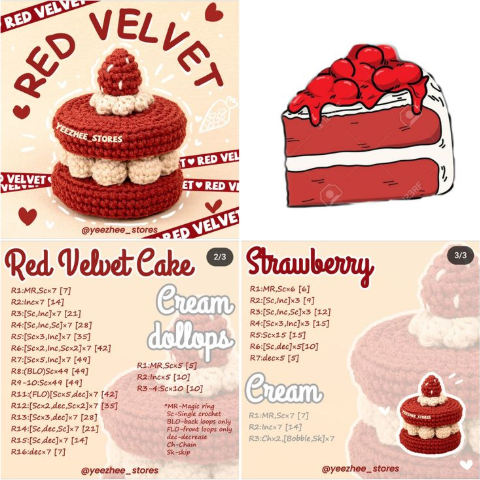 RED VELVET
RED VELVET
YEEZHEE_STORES
RED VELVET
VELVET
ET ♥ RED VELVET
RED VELVET
@yeezhee_stores
Red Velvet Cake
2/3
R1:MR,Sc×7 [7]
R2:Inc×7 [14]
R3:[Sc,Inc]×7 [21]
R4:[Sc,Inc,Sc]×7 [28]
R5:[Sc×3,Inc]×7 [35]
R6:[Sc×2,Inc,Sc×2]×7 [42]
R7:[Sc×5,Inc]×7 [49]
R8:(BLO)Sc×49 [49]
R9-10:Sc×49 [49]
R11:(FLO)[Sc×5,dec]×7 [42]
R12:[Sc×2,dec,Sc×2]×7 [35]
R13:[Sc×3,dec]×7 [28]
R14:[Sc,dec,Sc]×7 [21]
R15:[Sc,dec]×7 [14]
R16:dec×7 [7]
Cream
dollops
R1:MR,Sc×5 [5]
R2:Inc×5 [10]
R3-4:Sc×10 [10]
*MR-Magic ring
Sc-Single crochet
BLO-back loops only
FLO-front loops only
dec-decrease
Ch-Chain
Sk-skip
@yeezhee_stores
Strawberry
3/3
R1:MR,Sc×6 [6]
R2:[Sc,Inc]×3 [9]
R3:[Sc,Inc,Sc]×3 [12]
R4:[Sc×3,Inc]×3 [15]
R5:Sc×15 [15]
R6:[Sc,dec]×5[10]
R7:dec×5 [5]
Cream
R1:MR,Sc×7 [7]
R2:Inc×7 [14]
R3:Ch×2,[Bobble,Sk]×7
@yeezhee_stores